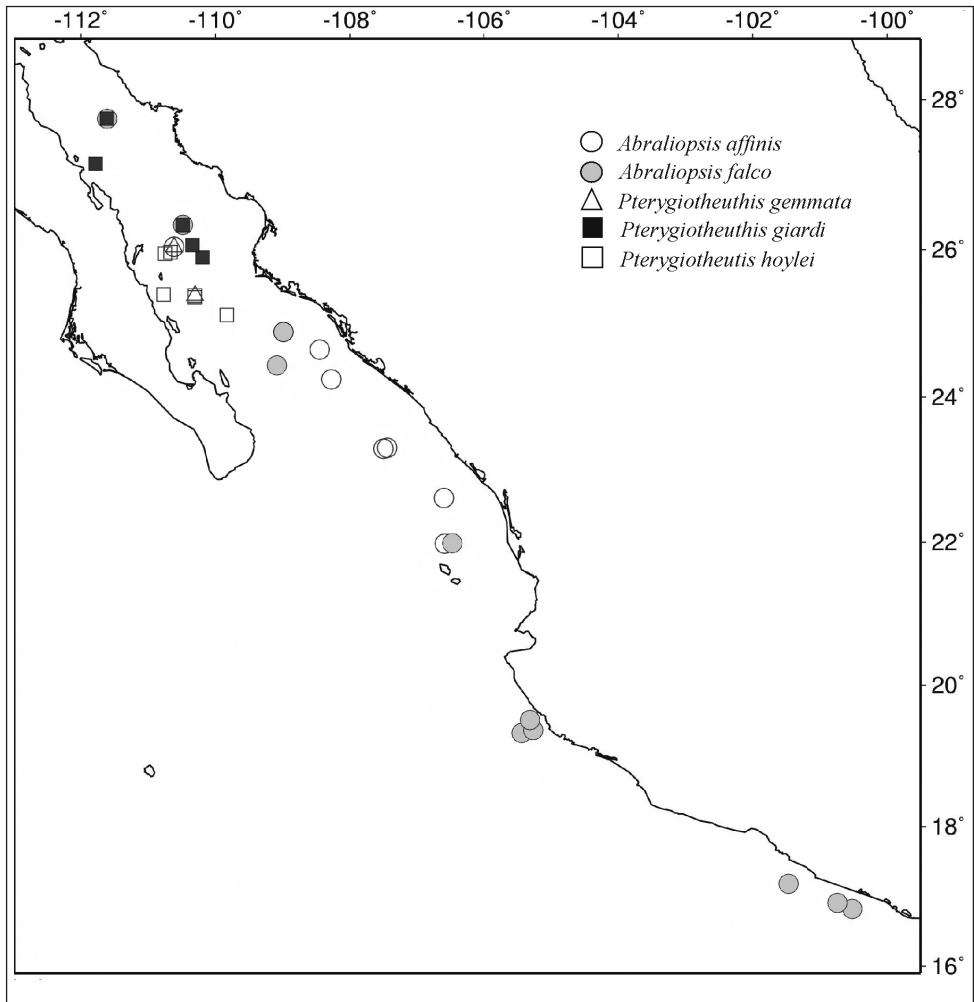 -112˚ -110˚ -108˚ -106˚ -104˚ -102˚ -100˚
28˚
Abraliopsis affinis
Abraliopsis falco
Pterygiotheuthis gemmata
Pterygiotheuthis giardi
26˚
Pterygiotheutis hoylei
24˚
22˚
20˚
18˚
16˚